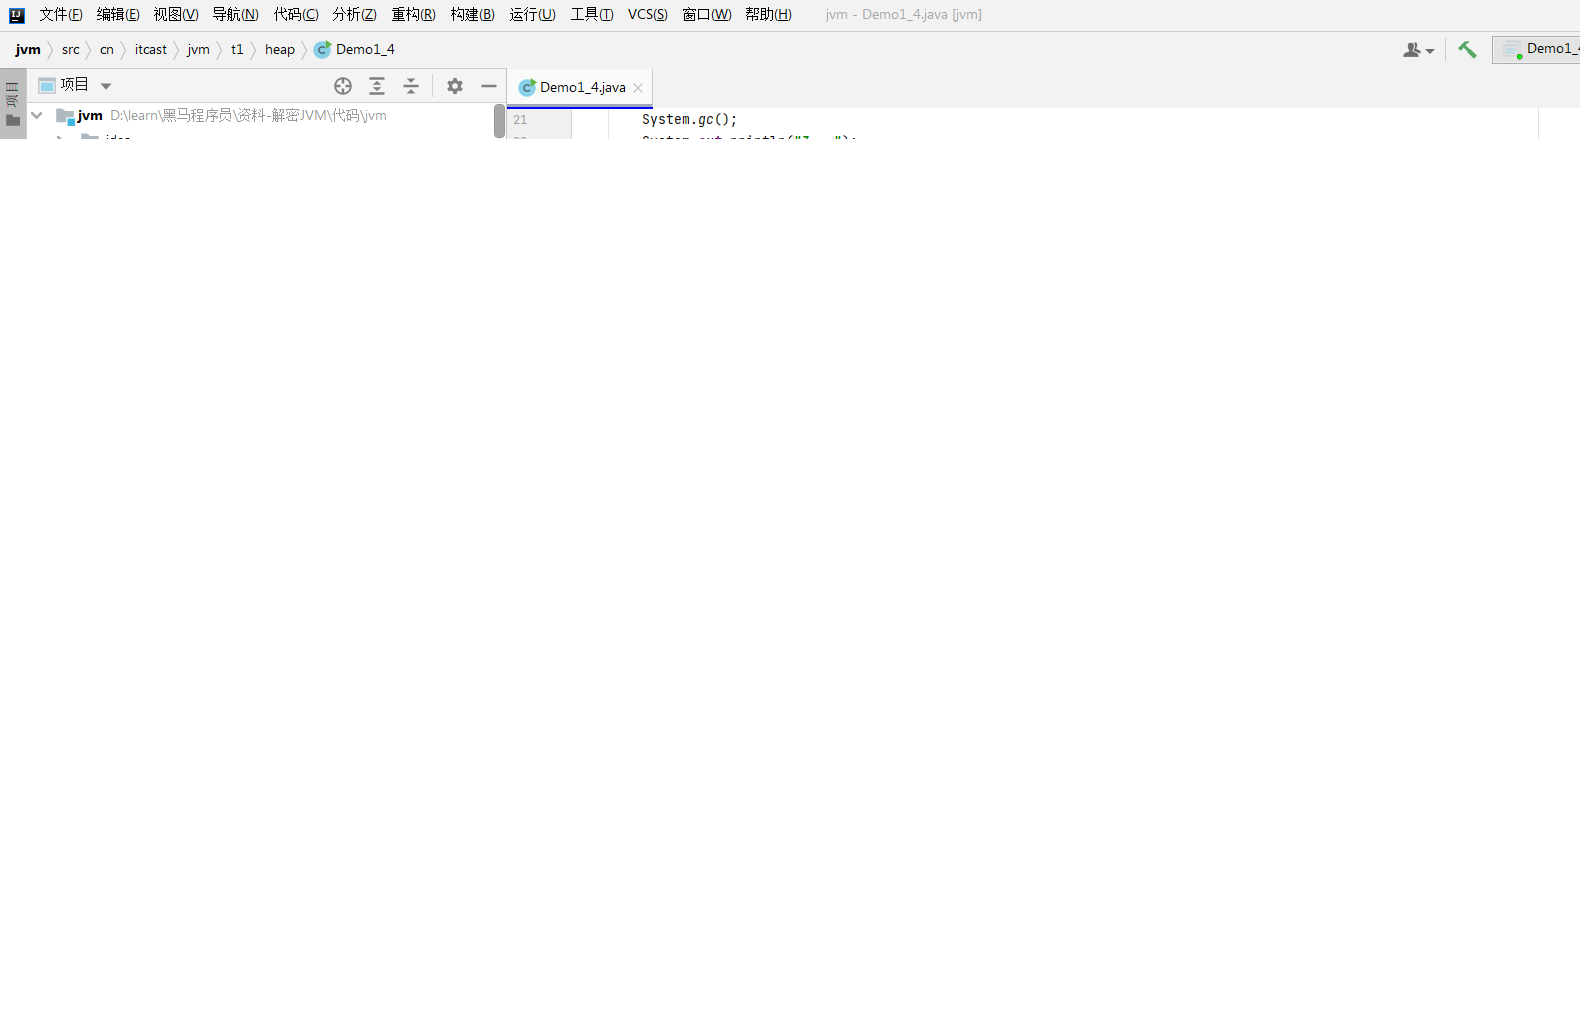 文件(F) 编辑(E) 视图(V) 导航(N) 代码(C) 分析(Z) 重构(R) 构建(B) 运行(U) 工具(T) VCS(S) 窗口(W) 帮助(H) jvm - Demo1_4.java [jvm]
jvm src cn itcast jvm t1 heap Demo1_4 Demo1_4
项目 项目 Demo1_4.java
jvm D:\learn\黑马程序员\资料-解密JVM\代码\jvm 21 System.gc();